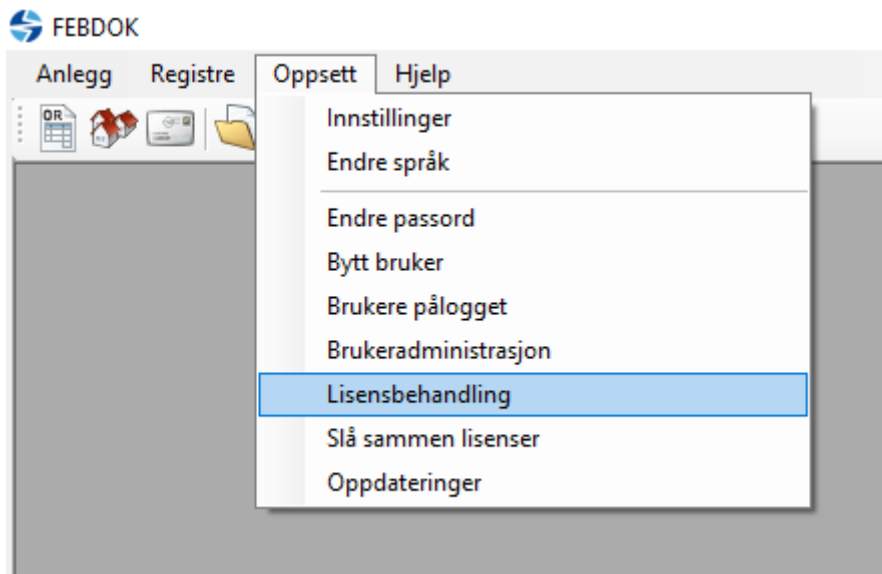 FEBDOK
Anlegg Registre Oppsett Hjelp
OR
Innstillinger
Endre språk
Endre passord
Bytt bruker
Brukere pålogget
Brukeradministrasjon
Lisensbehandling
Slå sammen lisenser
Oppdateringer